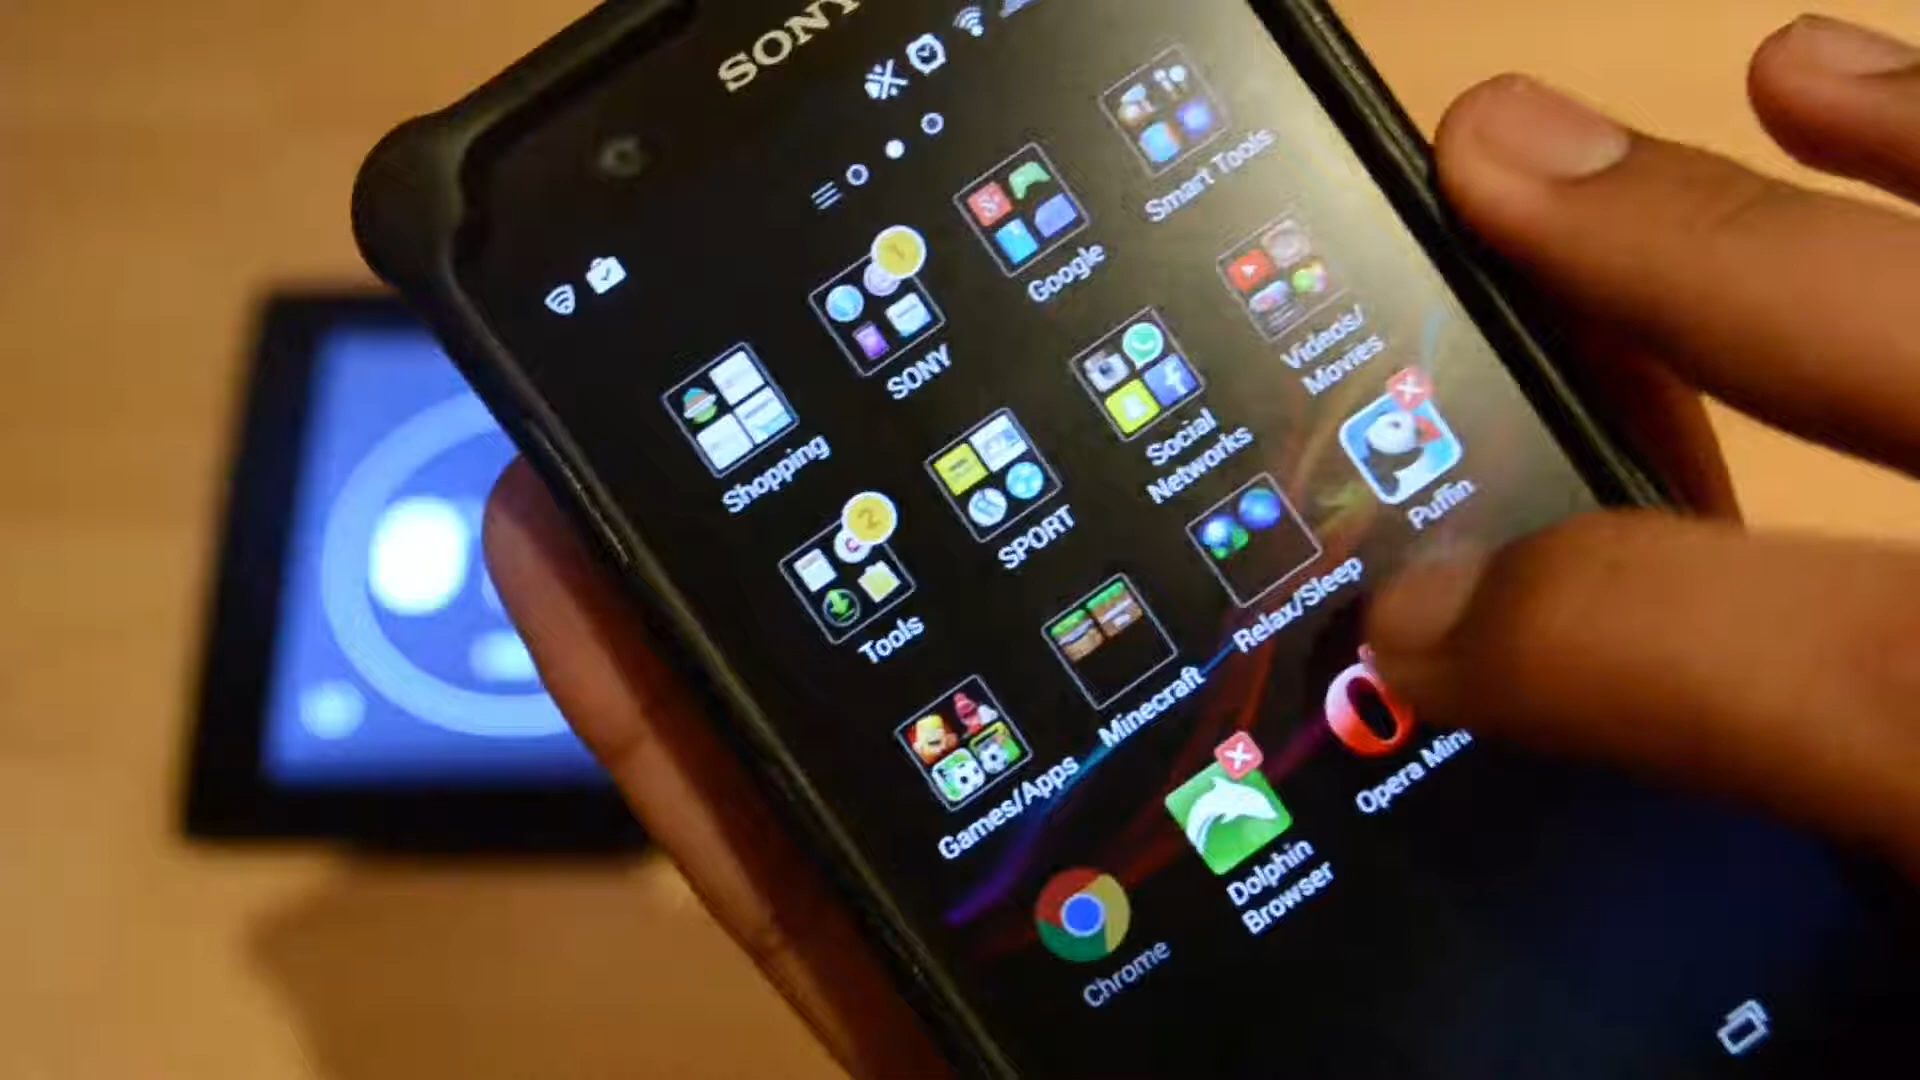 SONY
Shopping
SONY
Google
Smart Tools
Tools
2
SPORT
Social
Networks
Videos/
Movies
Games/Apps
Minecraft
Relax/Sleep
Puffin
Chrome
Dolphin
Browser
Opera Mini